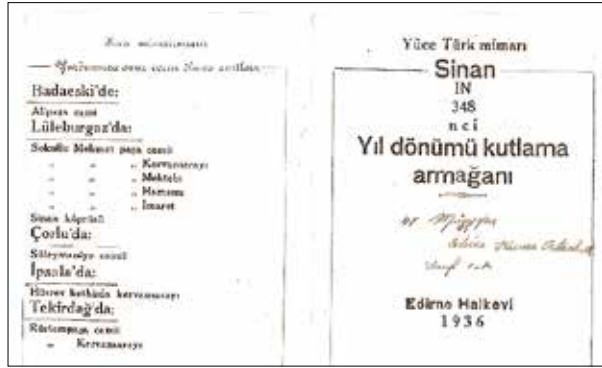 Badaeski'de:
Alipaşa camii
Lüleburgaz'da:
Sokollu Mehmet paşa camii
„ „ „ Kervansarayı
„ „ „ Mektebi
„ „ „ Hamamı
„ „ „ İmaret
Sinan köprüsü
Çorlu'da:
Süleymaniye camii
İpsala'da:
Hüsrev kethüda kervansarayı
Tekirdağ'da:
Rüstempaşa camii
„ Kervansarayı
Yüce Türk mimarı
Sinan
IN
348
nci
Yıl dönümü kutlama
armağanı
Edirne Halkevi
1936